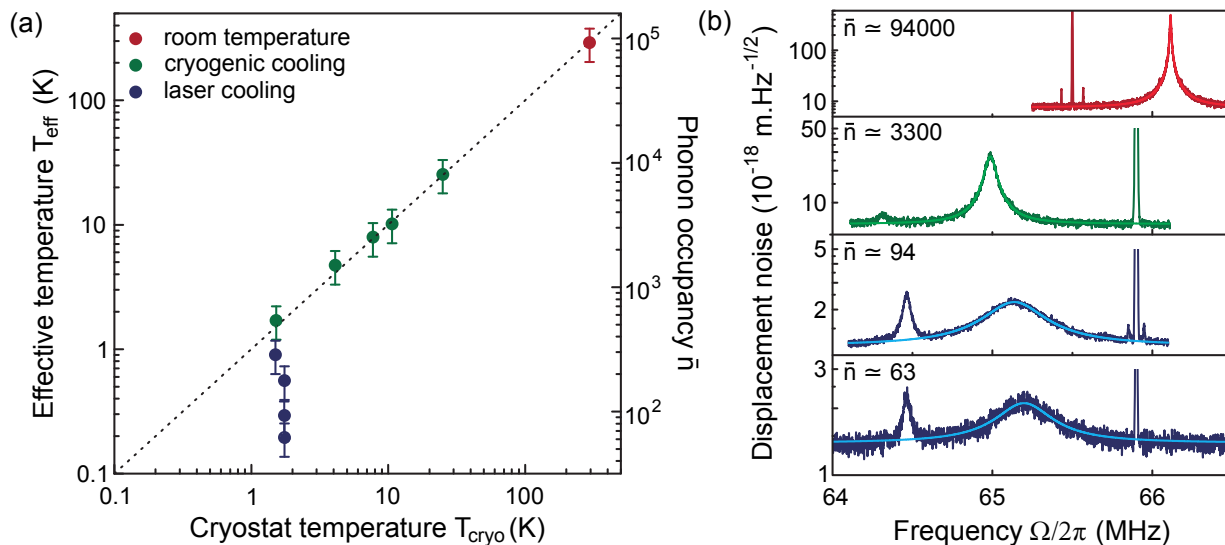 (a)
room temperature
cryogenic cooling
laser cooling
Effective temperature T_eff (K)
100
10
1
0.1
0.1
1
10
100
Cryostat temperature T_cryo (K)
10^5
10^4
10^3
10^2
Phonon occupancy n̄
(b)
n̄ ≃ 94000
100
10
n̄ ≃ 3300
50
10
n̄ ≃ 94
5
2
n̄ ≃ 63
3
1
Displacement noise (10^-18 m.Hz^-1/2)
64
65
66
Frequency Ω/2π (MHz)